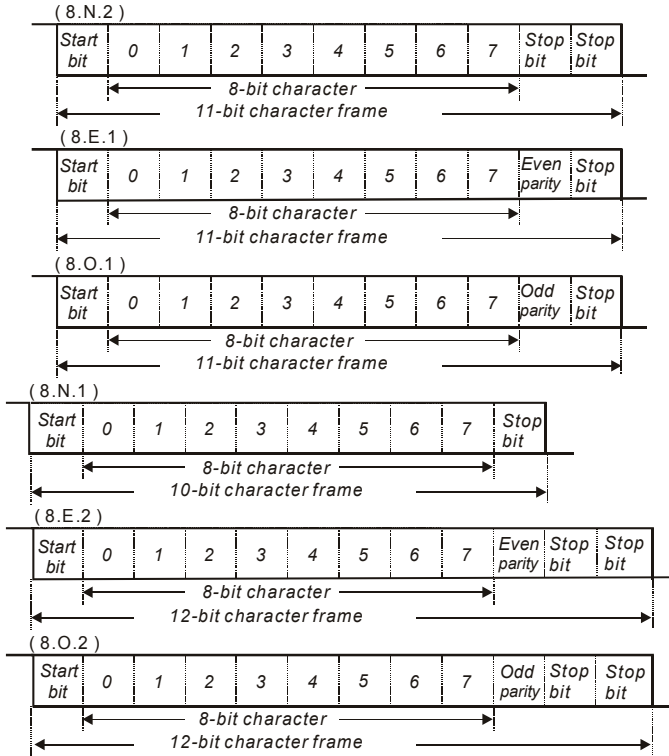 ( 8.N.2 )
Start bit 0 1 2 3 4 5 6 7 Stop bit Stop bit
8-bit character
11-bit character frame
( 8.E.1 )
Start bit 0 1 2 3 4 5 6 7 Even parity Stop bit
8-bit character
11-bit character frame
( 8.O.1 )
Start bit 0 1 2 3 4 5 6 7 Odd parity Stop bit
8-bit character
11-bit character frame
( 8.N.1 )
Start bit 0 1 2 3 4 5 6 7 Stop bit
8-bit character
10-bit character frame
( 8.E.2 )
Start bit 0 1 2 3 4 5 6 7 Even parity Stop bit Stop bit
8-bit character
12-bit character frame
( 8.O.2 )
Start bit 0 1 2 3 4 5 6 7 Odd parity Stop bit Stop bit
8-bit character
12-bit character frame